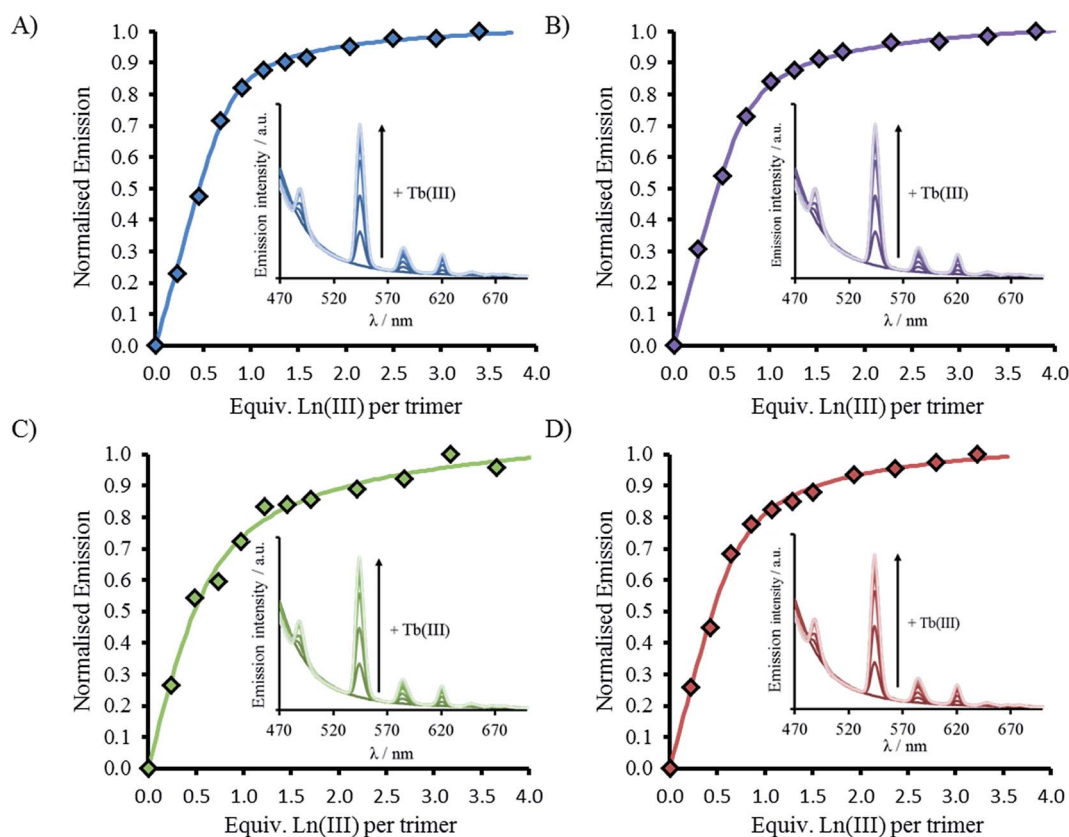 A)
Normalised Emission
1.0
0.9
0.8
0.7
0.6
0.5
0.4
0.3
0.2
0.1
0.0
0.0 0.5 1.0 1.5 2.0 2.5 3.0 3.5 4.0
Equiv. Ln(III) per trimer
Emission intensity / a.u.
+ Tb(III)
470 520 570 620 670
λ / nm
B)
Normalised Emission
1.0
0.9
0.8
0.7
0.6
0.5
0.4
0.3
0.2
0.1
0.0
0.0 0.5 1.0 1.5 2.0 2.5 3.0 3.5 4.0
Equiv. Ln(III) per trimer
Emission intensity / a.u.
+ Tb(III)
470 520 570 620 670
λ / nm
C)
Normalised Emission
1.0
0.9
0.8
0.7
0.6
0.5
0.4
0.3
0.2
0.1
0.0
0.0 0.5 1.0 1.5 2.0 2.5 3.0 3.5 4.0
Equiv. Ln(III) per trimer
Emission intensity / a.u.
+ Tb(III)
470 520 570 620 670
λ / nm
D)
Normalised Emission
1.0
0.9
0.8
0.7
0.6
0.5
0.4
0.3
0.2
0.1
0.0
0.0 0.5 1.0 1.5 2.0 2.5 3.0 3.5 4.0
Equiv. Ln(III) per trimer
Emission intensity / a.u.
+ Tb(III)
470 520 570 620 670
λ / nm